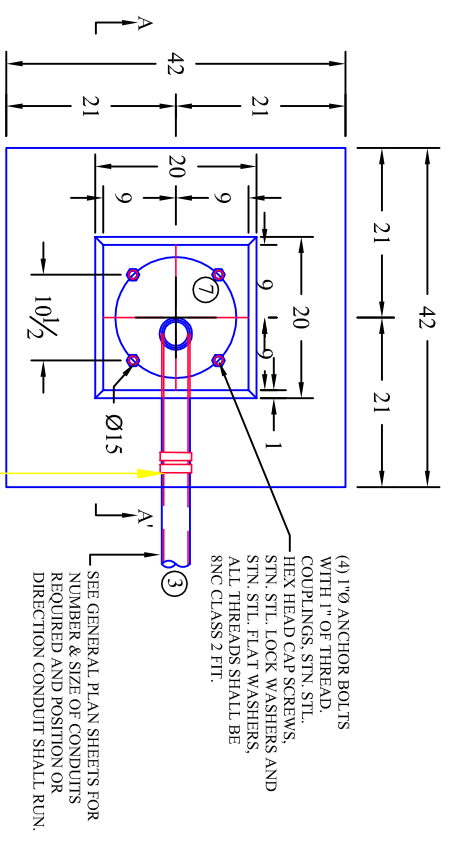 42
21
21
(4) 1"Ø ANCHOR BOLTS
WITH 1" OF THREAD.
COUPLINGS, STN. STL.
HEX HEAD CAP SCREWS,
STN. STL. LOCK WASHERS AND
STN. STL. FLAT WASHERS,
ALL THREADS SHALL BE
8NC CLASS 2 FIT.
20
9
9
1
21
42
21
9
20
9
7
3
10½
Ø15
A
A'
SEE GENERAL PLAN SHEETS FOR
NUMBER & SIZE OF CONDUITS
REQUIRED AND POSITION OR
DIRECTION CONDUIT SHALL RUN.